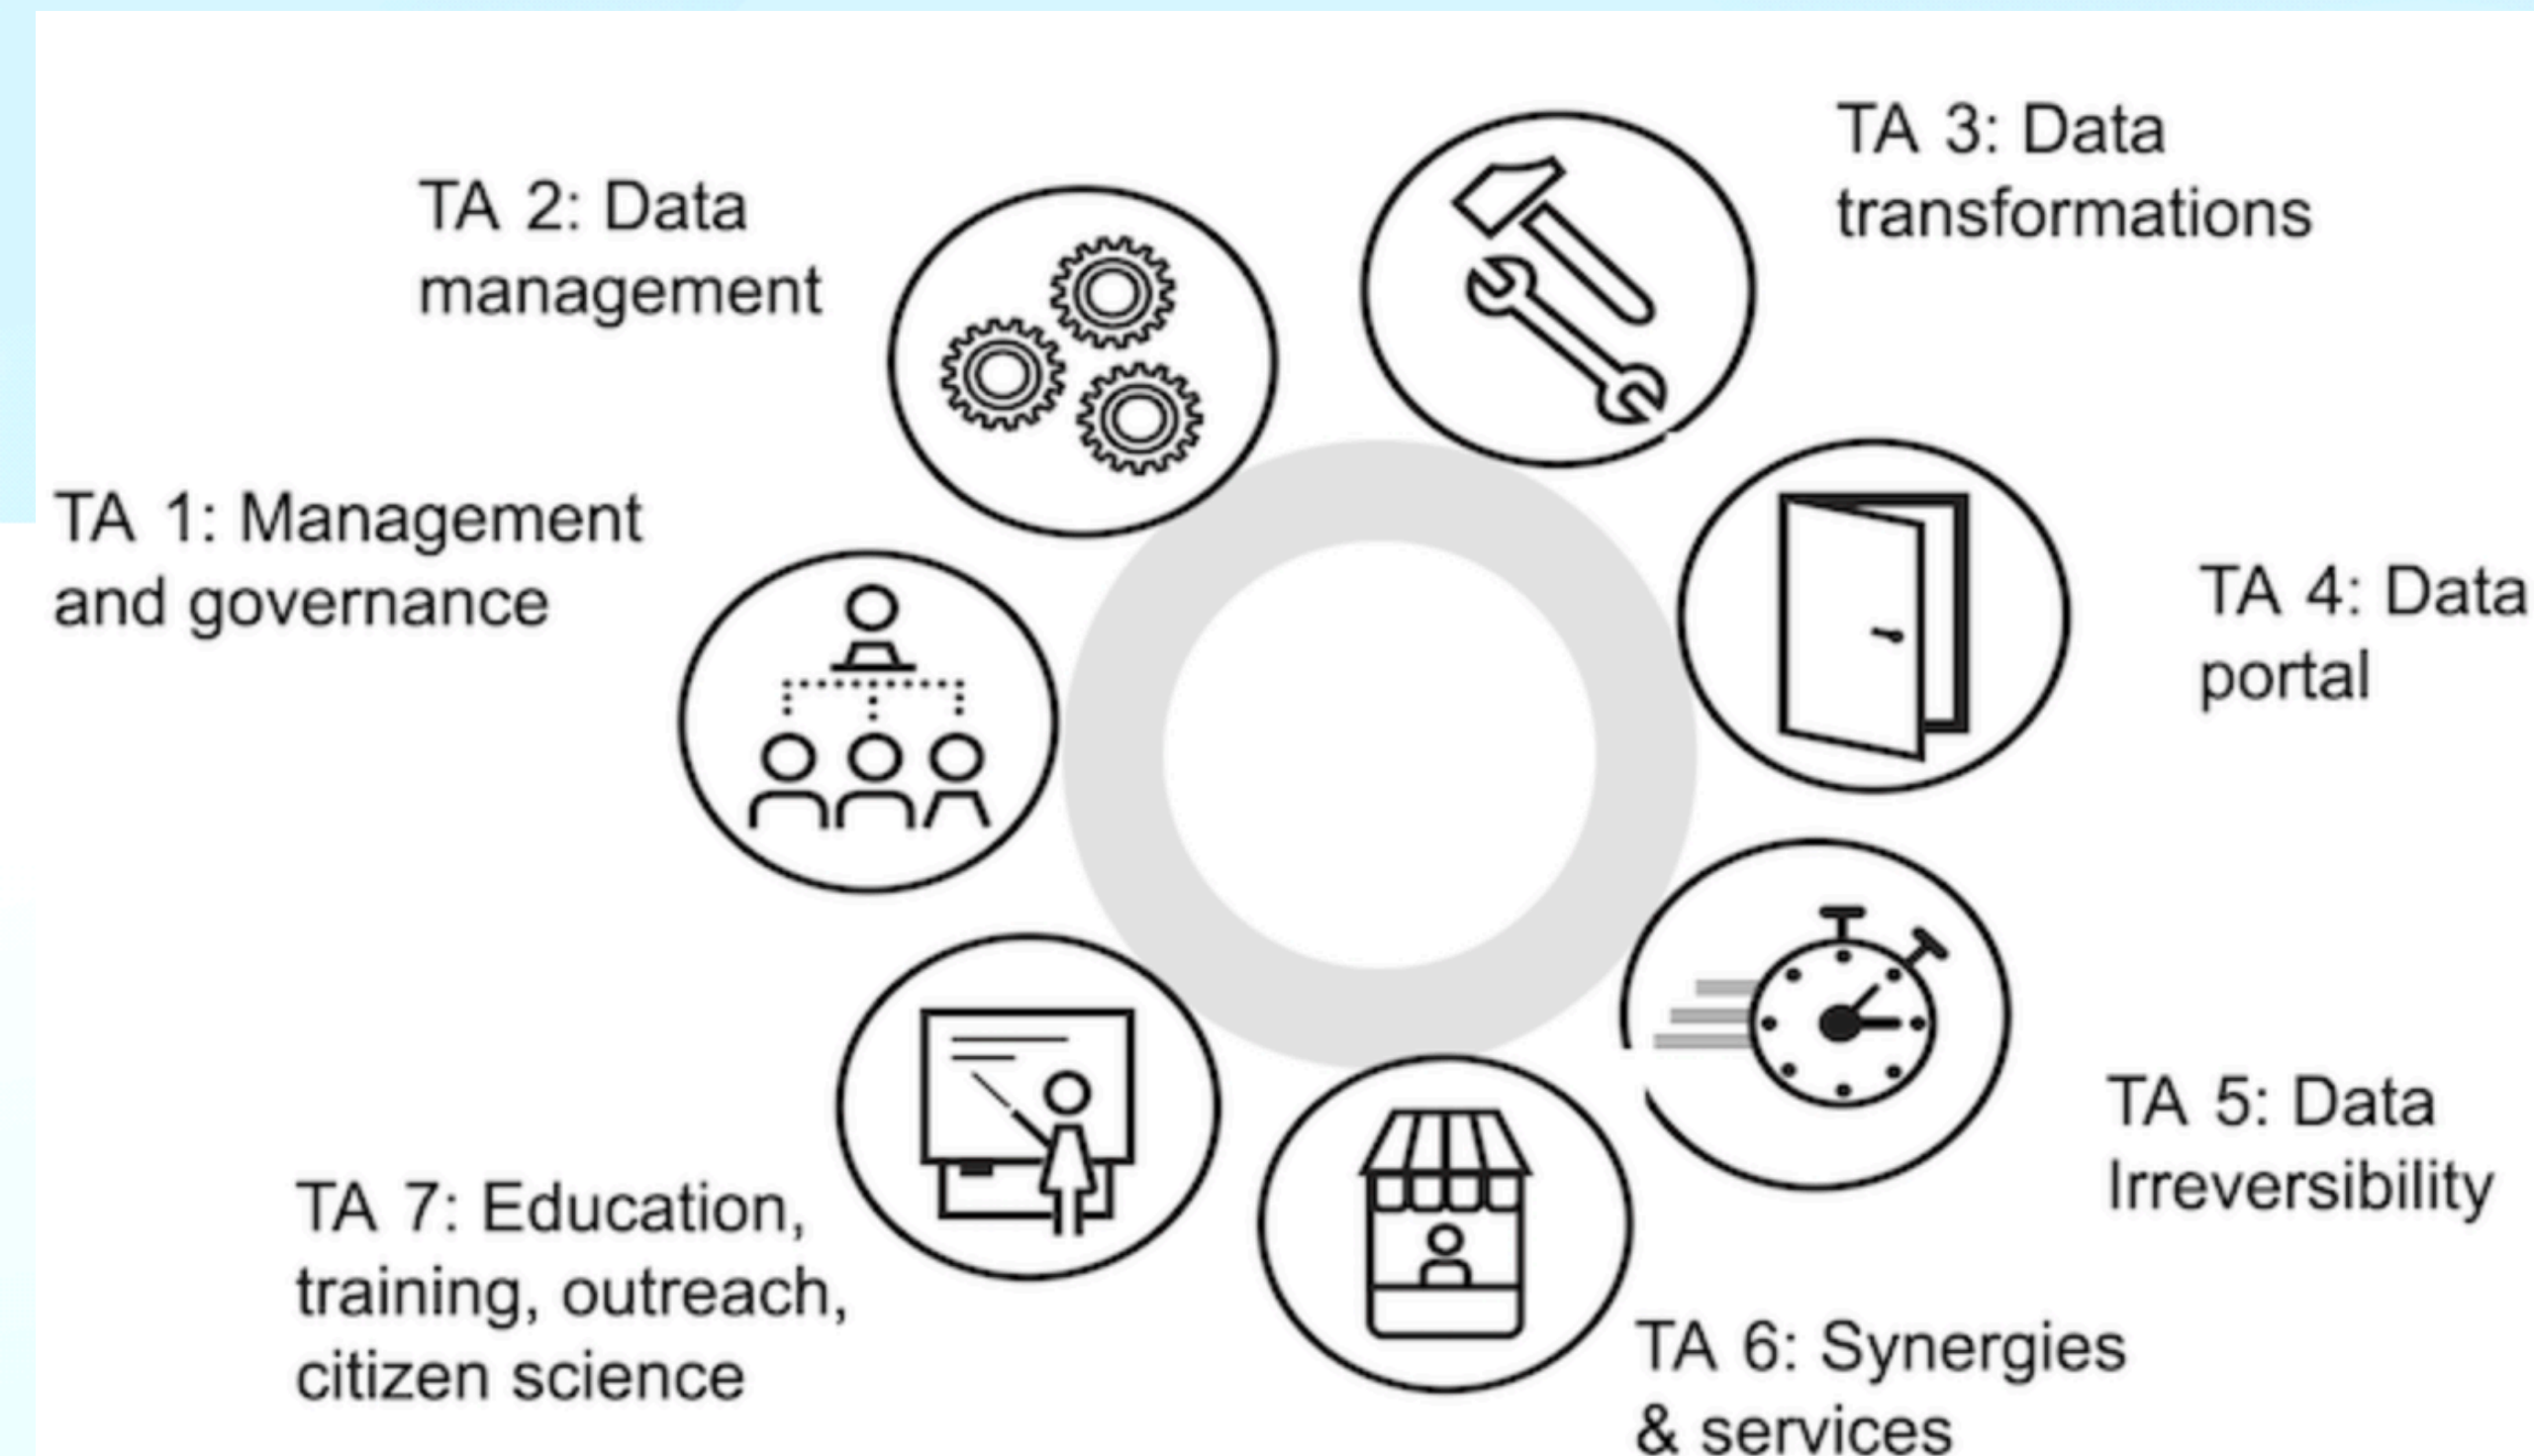 TA 1: Management
and governance
TA 2: Data
management
TA 3: Data
transformations
TA 4: Data
portal
TA 5: Data
Irreversibility
TA 6: Synergies
& services
TA 7: Education,
training, outreach,
citizen science